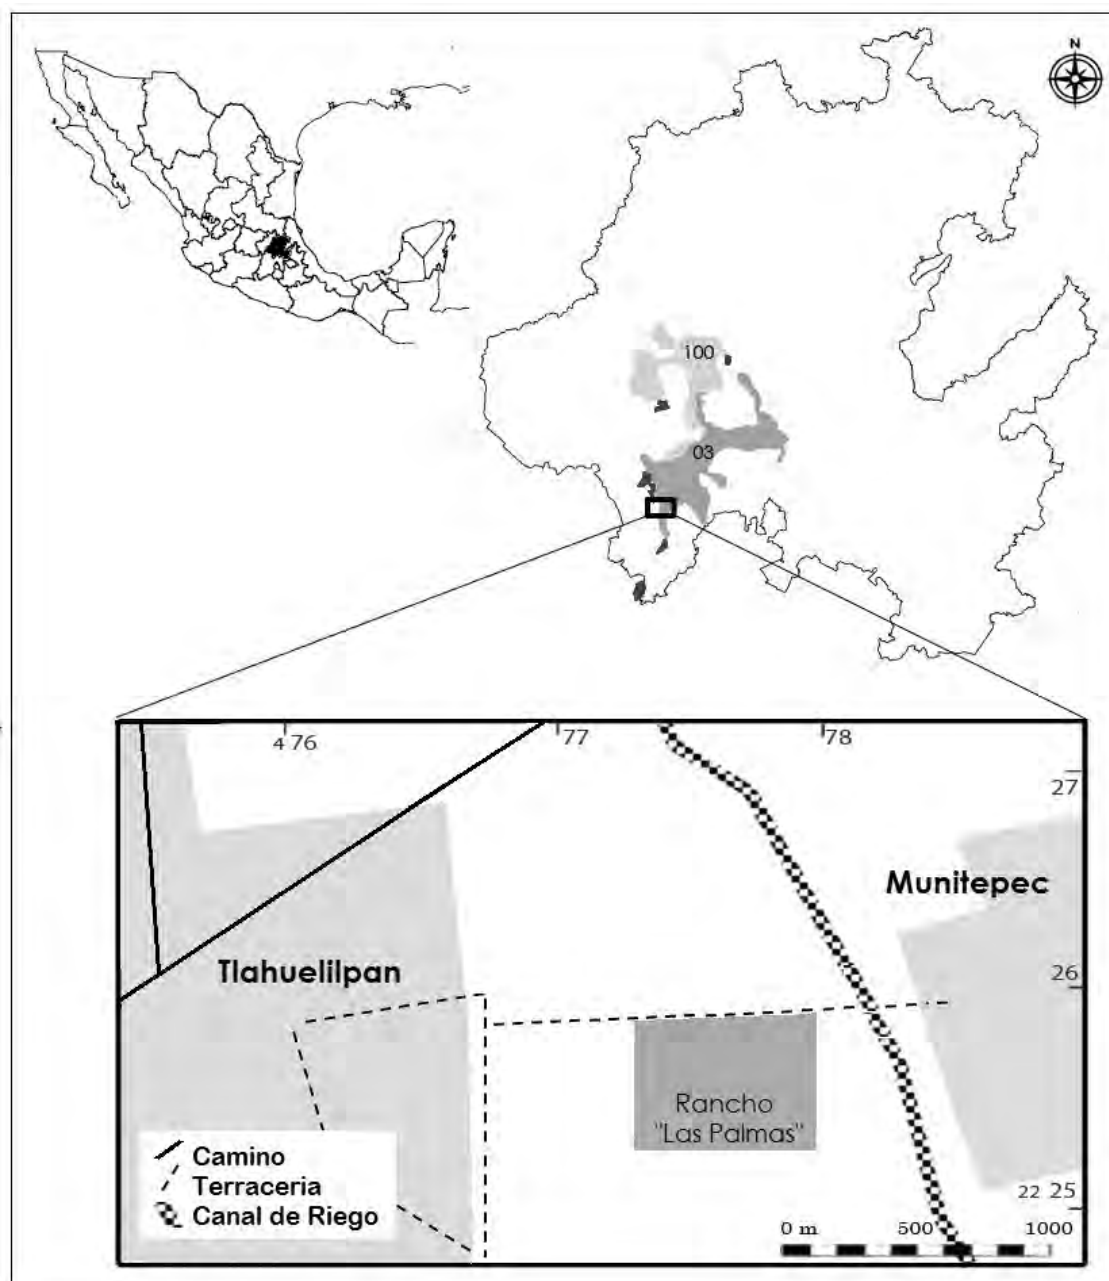 N
100
03
4 76
77
78
27
Munitepec
Tlahuelilpan
26
Rancho
"Las Palmas"
Camino
Terraceria
Canal de Riego
22 25
0 m 500 1000